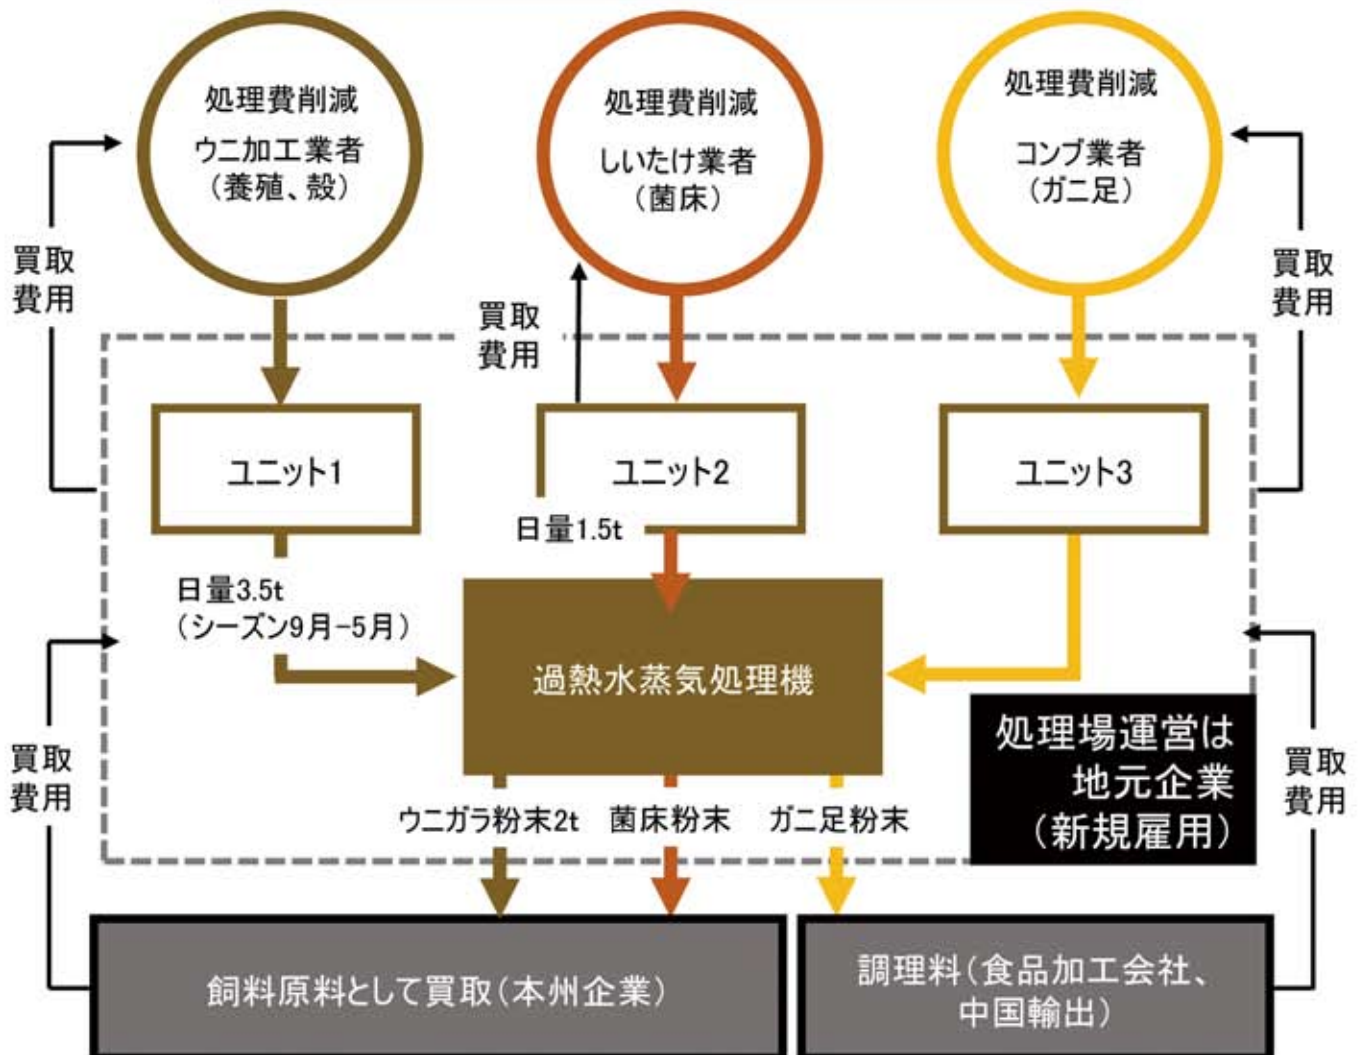 処理費削減
ウニ加工業者
（養殖、殻）
処理費削減
しいたけ業者
（菌床）
処理費削減
コンブ業者
（ガニ足）
買取
費用
買取
費用
買取
費用
ユニット1
ユニット2
ユニット3
日量3.5t
（シーズン9月-5月）
日量1.5t
過熱水蒸気処理機
処理場運営は
地元企業
（新規雇用）
買取
費用
買取
費用
ウニガラ粉末2t
菌床粉末
ガニ足粉末
飼料原料として買取（本州企業）
調理料（食品加工会社、
中国輸出）